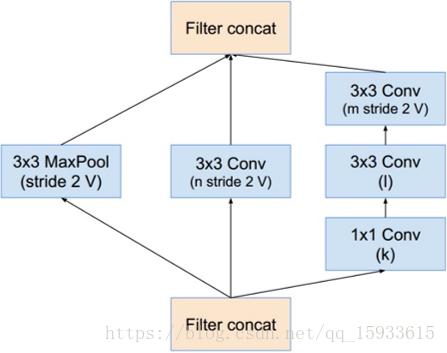 Filter concat
3x3 Conv
(m stride 2 V)
3x3 MaxPool
(stride 2 V)
3x3 Conv
(n stride 2 V)
3x3 Conv
(l)
1x1 Conv
(k)
Filter concat
https://blog.csdn.net/qq_15933615